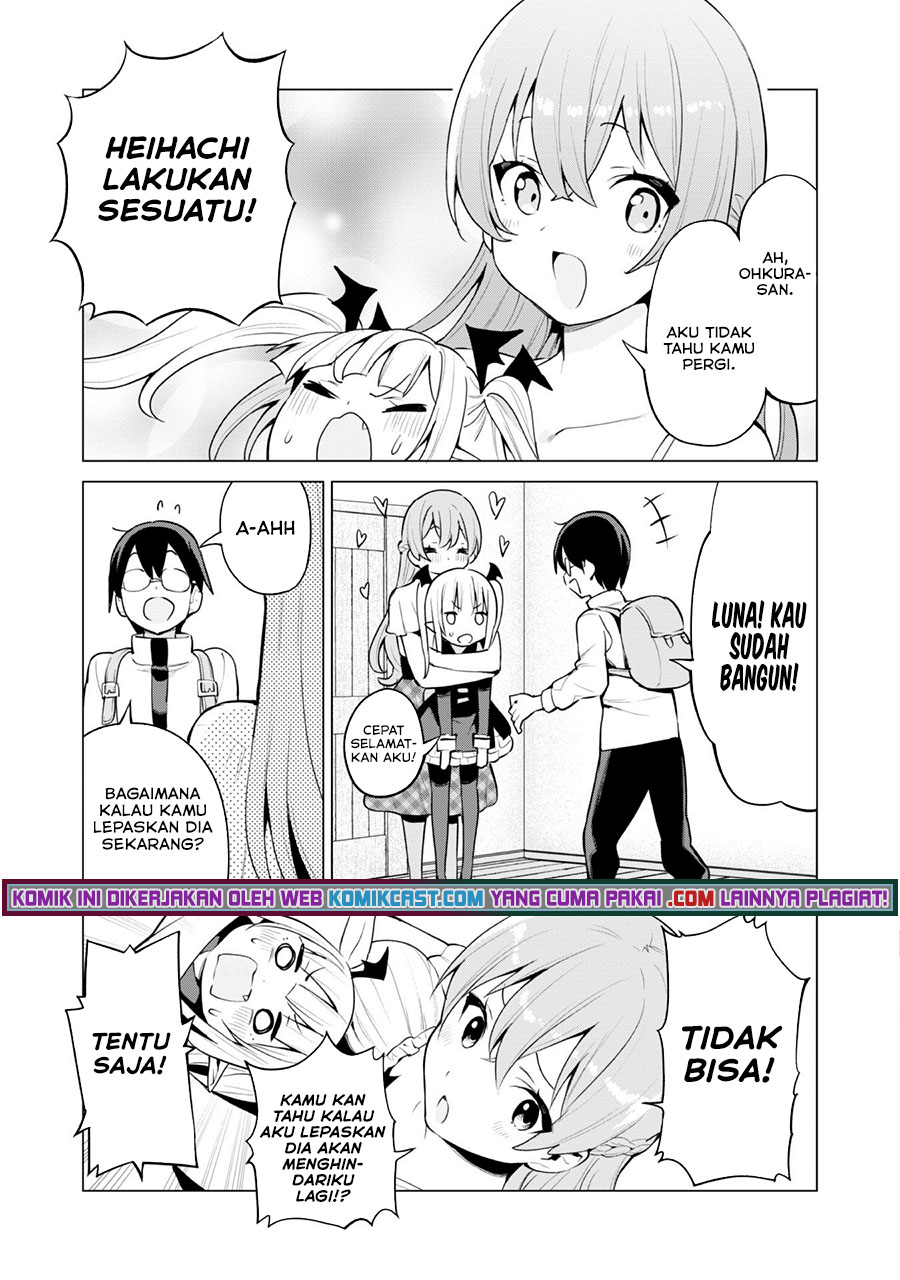 HEIHACHI
LAKUKAN
SESUATU!
AH,
OHKURA-
SAN.
AKU TIDAK
TAHU KAMU
PERGI.
LUNA! KAU
SUDAH
BANGUN!
CEPAT
SELAMAT-
KAN AKU!
A-AHH
BAGAIMANA
KALAU KAMU
LEPASKAN DIA
SEKARANG?
KOMIK INI DIKERJAKAN OLEH WEB KOMIKCAST.COM YANG CUMA PAKAI .COM LAINNYA PLAGIAT!
TIDAK
BISA!
KAMU KAN
TAHU KALAU
AKU LEPASKAN
DIA AKAN
MENGHIN-
DARIKU
LAGI!?
TENTU
SAJA!